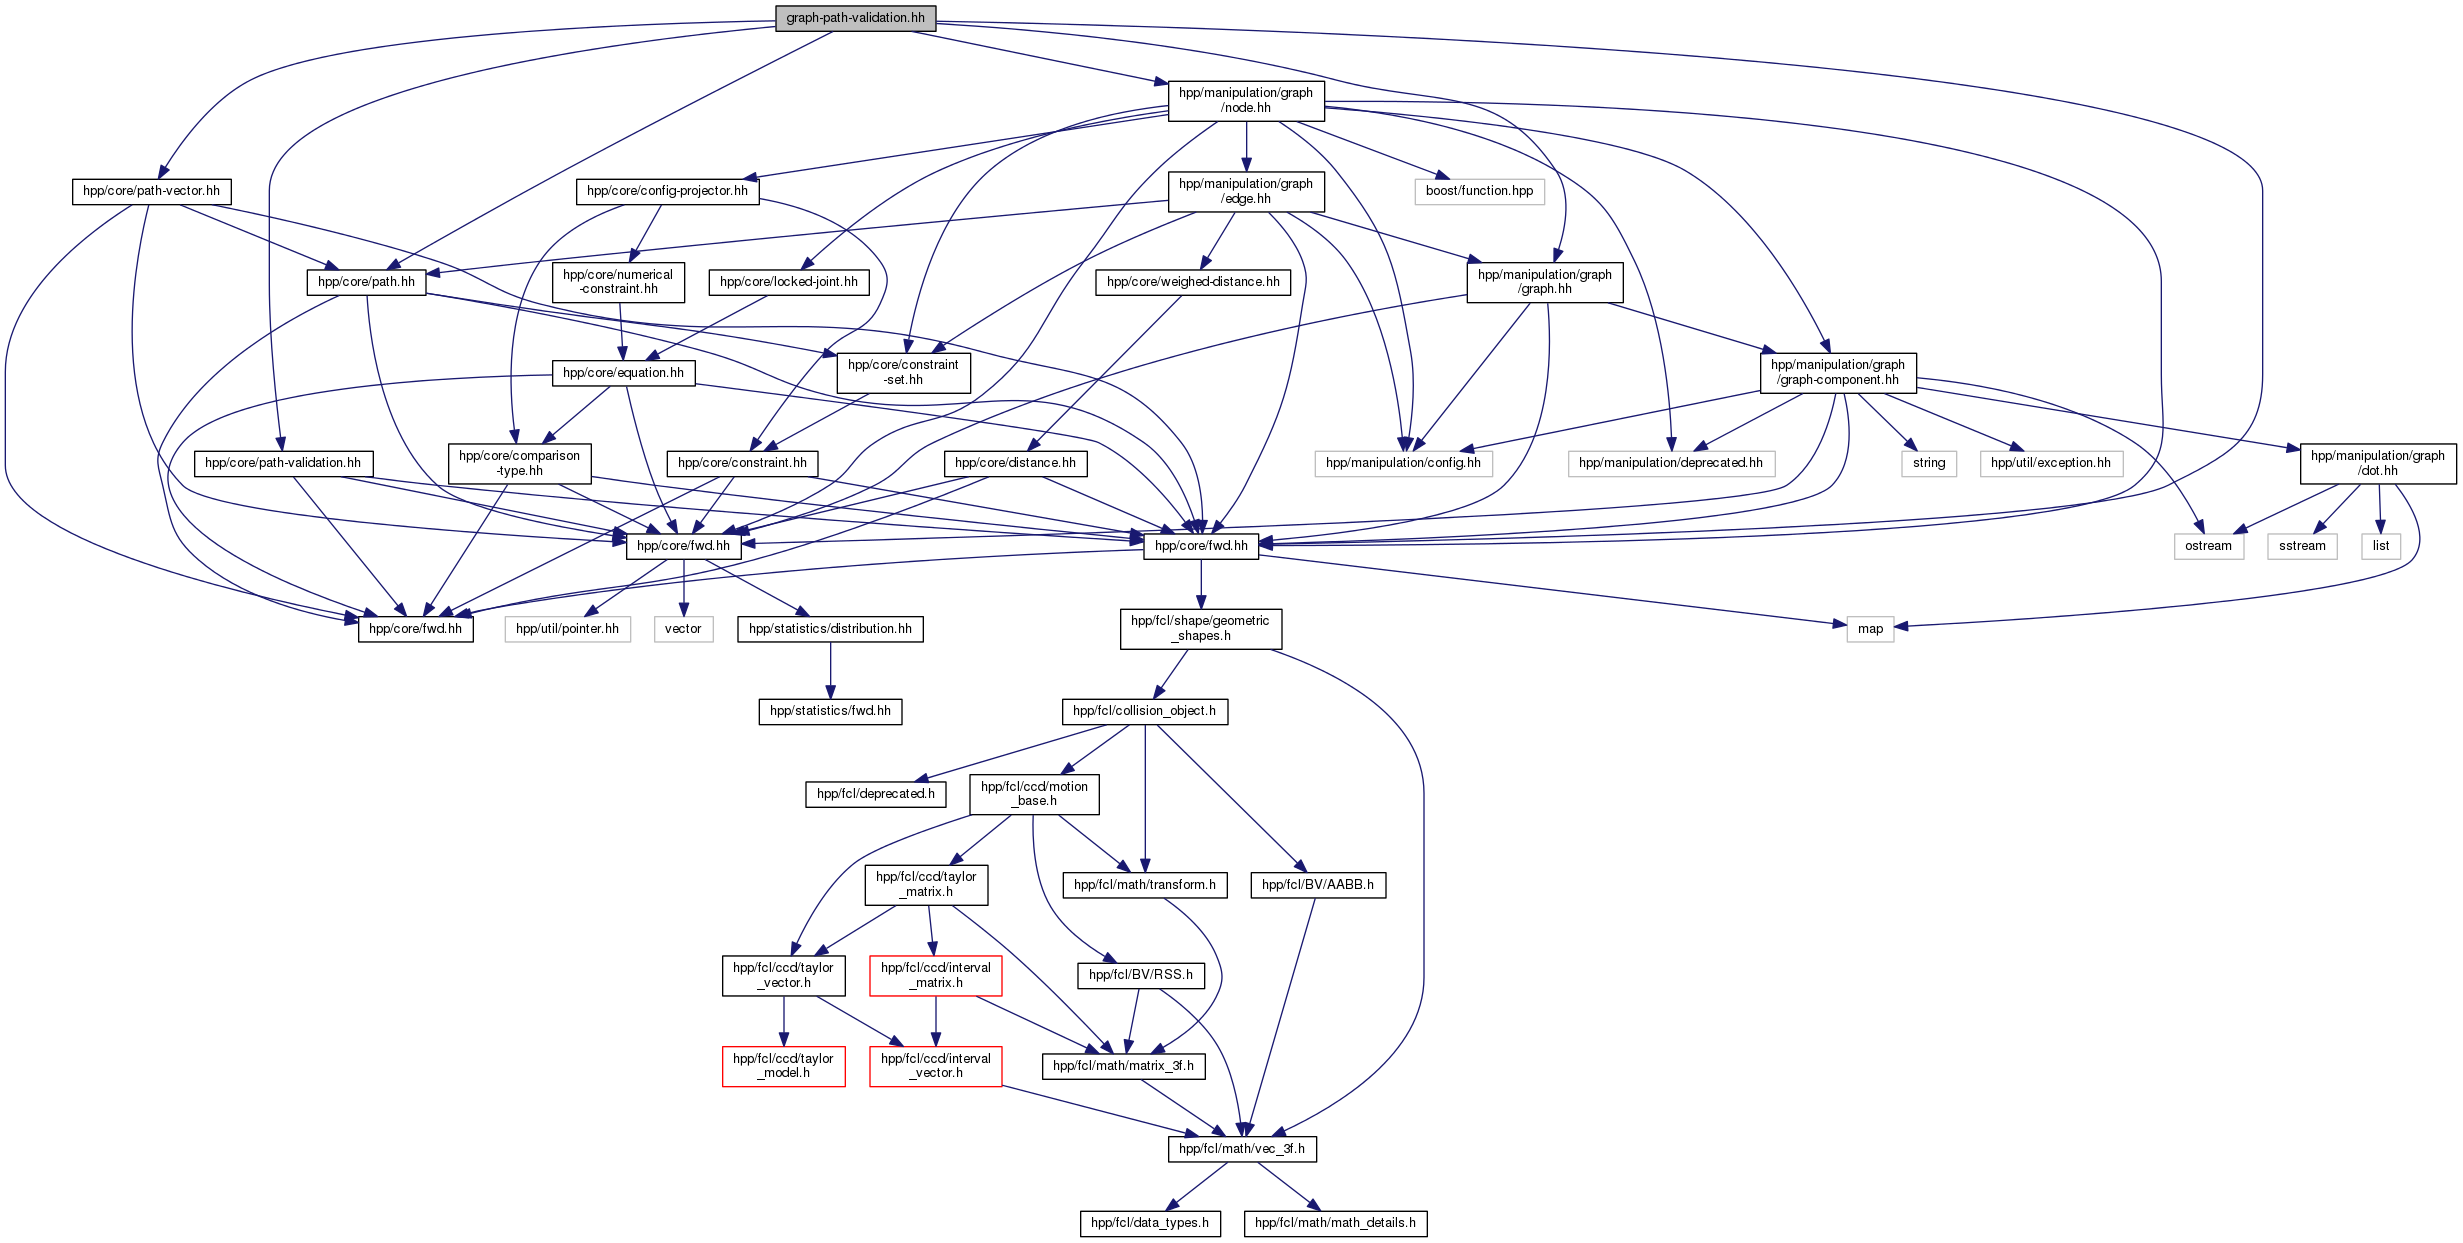 graph-path-validation.hh
hpp/manipulation/graph
/node.hh
hpp/core/path-vector.hh
hpp/core/config-projector.hh
hpp/manipulation/graph
/edge.hh
boost/function.hpp
hpp/core/path.hh
hpp/core/numerical
-constraint.hh
hpp/core/locked-joint.hh
hpp/core/weighed-distance.hh
hpp/manipulation/graph
/graph.hh
hpp/core/equation.hh
hpp/core/constraint
-set.hh
hpp/manipulation/graph
/graph-component.hh
hpp/core/path-validation.hh
hpp/core/comparison
-type.hh
hpp/core/constraint.hh
hpp/core/distance.hh
hpp/manipulation/config.hh
hpp/manipulation/deprecated.hh
string
hpp/util/exception.hh
hpp/manipulation/graph
/dot.hh
hpp/core/fwd.hh
hpp/core/fwd.hh
ostream
sstream
list
hpp/core/fwd.hh
hpp/util/pointer.hh
vector
hpp/statistics/distribution.hh
hpp/fcl/shape/geometric
_shapes.h
map
hpp/statistics/fwd.hh
hpp/fcl/collision_object.h
hpp/fcl/deprecated.h
hpp/fcl/ccd/motion
_base.h
hpp/fcl/ccd/taylor
_matrix.h
hpp/fcl/math/transform.h
hpp/fcl/BV/AABB.h
hpp/fcl/ccd/taylor
_vector.h
hpp/fcl/ccd/interval
_matrix.h
hpp/fcl/BV/RSS.h
hpp/fcl/ccd/taylor
_model.h
hpp/fcl/ccd/interval
_vector.h
hpp/fcl/math/matrix_3f.h
hpp/fcl/math/vec_3f.h
hpp/fcl/data_types.h
hpp/fcl/math/math_details.h